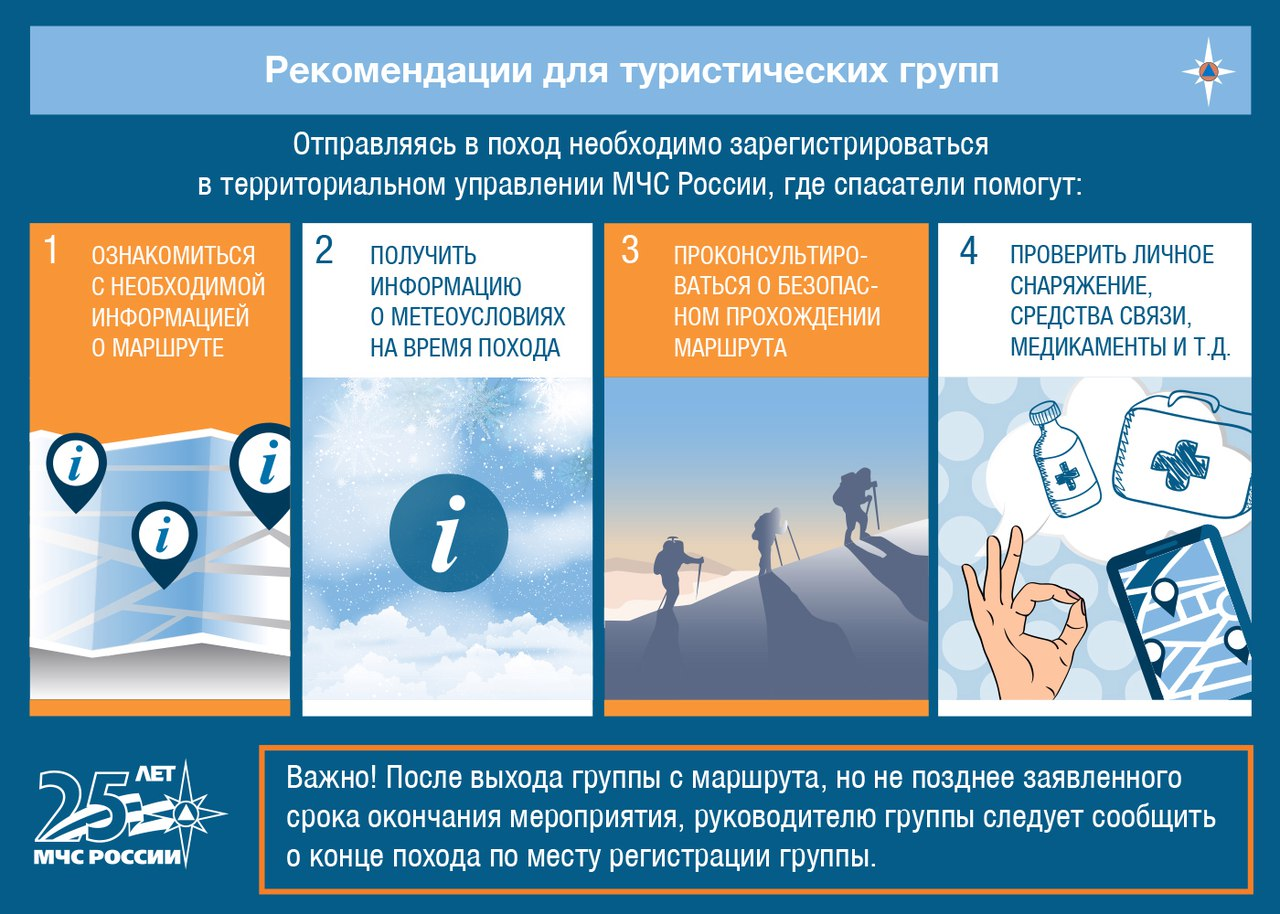 Рекомендации для туристических групп
Отправляясь в поход необходимо зарегистрироваться
в территориальном управлении МЧС России, где спасатели помогут:
1
ОЗНАКОМИТЬСЯ
С НЕОБХОДИМОЙ
ИНФОРМАЦИЕЙ
О МАРШРУТЕ
i
i
i
2
ПОЛУЧИТЬ
ИНФОРМАЦИЮ
О МЕТЕОУСЛОВИЯХ
НА ВРЕМЯ ПОХОДА
i
3
ПРОКОНСУЛЬТИРО-
ВАТЬСЯ О БЕЗОПАС-
НОМ ПРОХОЖДЕНИИ
МАРШРУТА
4
ПРОВЕРИТЬ ЛИЧНОЕ
СНАРЯЖЕНИЕ,
СРЕДСТВА СВЯЗИ,
МЕДИКАМЕНТЫ И Т.Д.
25 ЛЕТ
МЧС РОССИИ
Важно! После выхода группы с маршрута, но не позднее заявленного
срока окончания мероприятия, руководителю группы следует сообщить
о конце похода по месту регистрации группы.